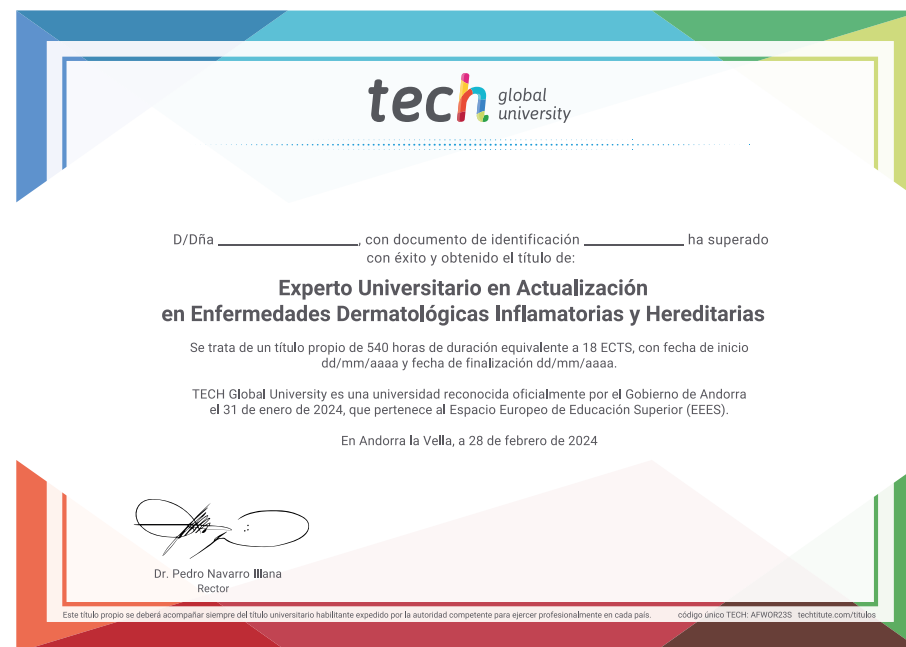 tech global
university
D/Dña ____________________, con documento de identificación ______________ ha superado
con éxito y obtenido el título de:
Experto Universitario en Actualización
en Enfermedades Dermatológicas Inflamatorias y Hereditarias
Se trata de un título propio de 540 horas de duración equivalente a 18 ECTS, con fecha de inicio
dd/mm/aaaa y fecha de finalización dd/mm/aaaa.
TECH Global University es una universidad reconocida oficialmente por el Gobierno de Andorra
el 31 de enero de 2024, que pertenece al Espacio Europeo de Educación Superior (EEES).
En Andorra la Vella, a 28 de febrero de 2024
Dr. Pedro Navarro Illana
Rector
Este título propio se deberá acompañar siempre del título universitario habilitante expedido por la autoridad competente para ejercer profesionalmente en cada país. código único TECH: AFWOR23S techtitute.com/titulos